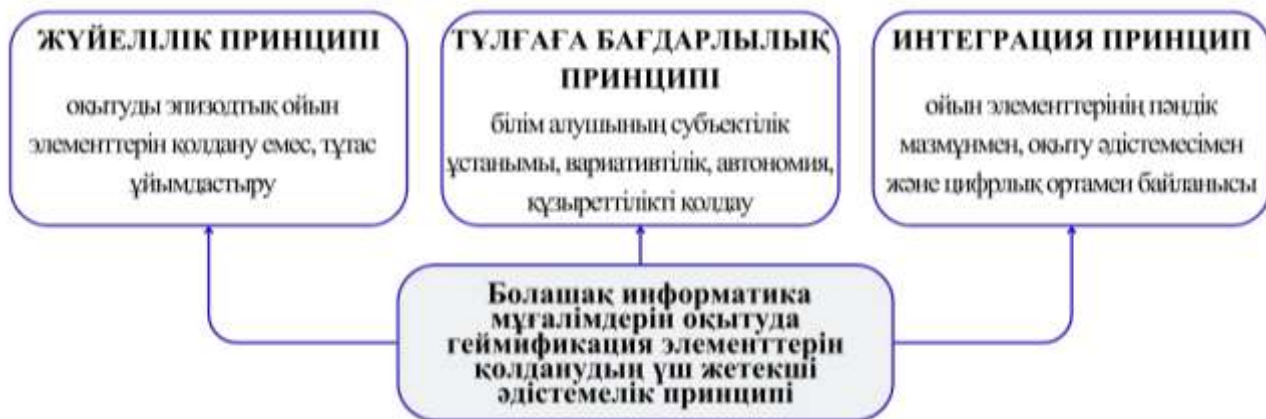 ЖҮЙЕЛІЛІК ПРИНЦИПІ
оқытуды эпизодтық ойын
элементтерін қолдану емес, тұтас
ұйымдастыру
ТҰЛҒАҒА БАҒДАРЛЫЛЫҚ
ПРИНЦИПІ
білім алушының субъектілік
ұстанымы, вариативтілік, автономия,
құзыреттілікті қолдау
ИНТЕГРАЦИЯ ПРИНЦИП
ойын элементтерінің пәндік
мазмұнмен, оқыту әдістемесімен
және цифрлық ортамен байланысы
Болашақ информатика
мұғалімдерін оқытуда
геймификация элементтерін
қолданудың үш жетекші
әдістемелік принципі